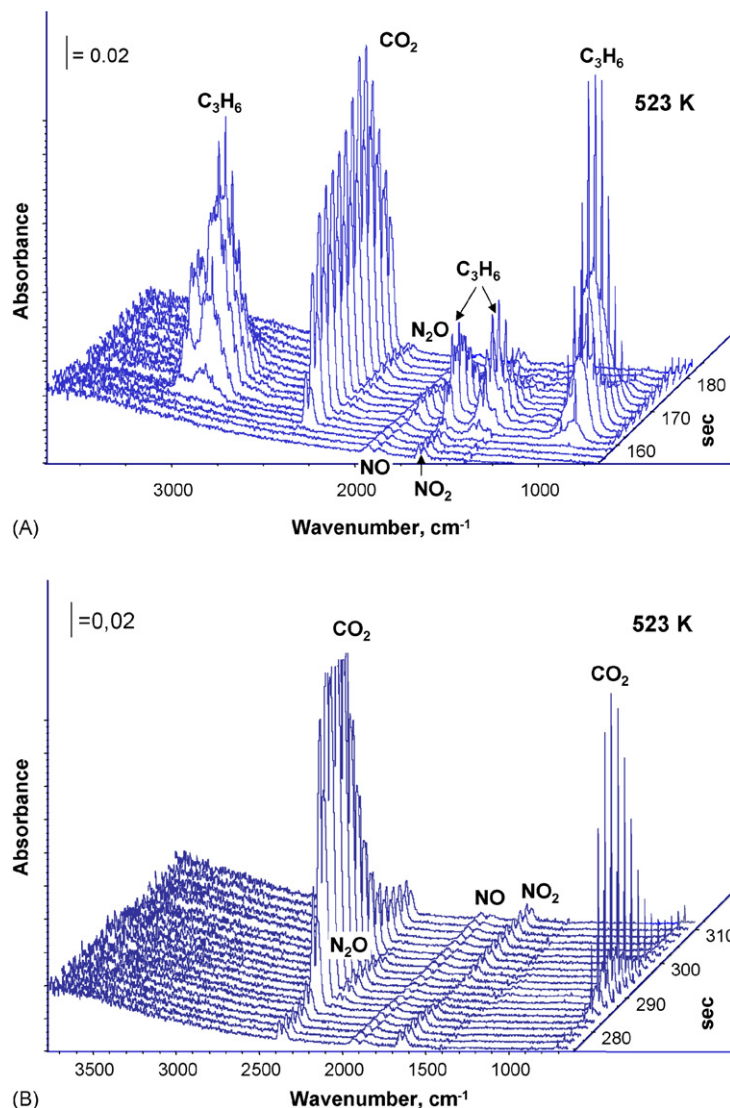 = 0.02
CO₂
C₃H₆
C₃H₆
523 K
C₃H₆
N₂O
NO
NO₂
Absorbance
180
170
160
sec
3000
2000
1000
Wavenumber, cm⁻¹
(A)
=0,02
CO₂
523 K
CO₂
NO
NO₂
N₂O
Absorbance
310
300
290
280
sec
3500
3000
2500
2000
1500
1000
Wavenumber, cm⁻¹
(B)